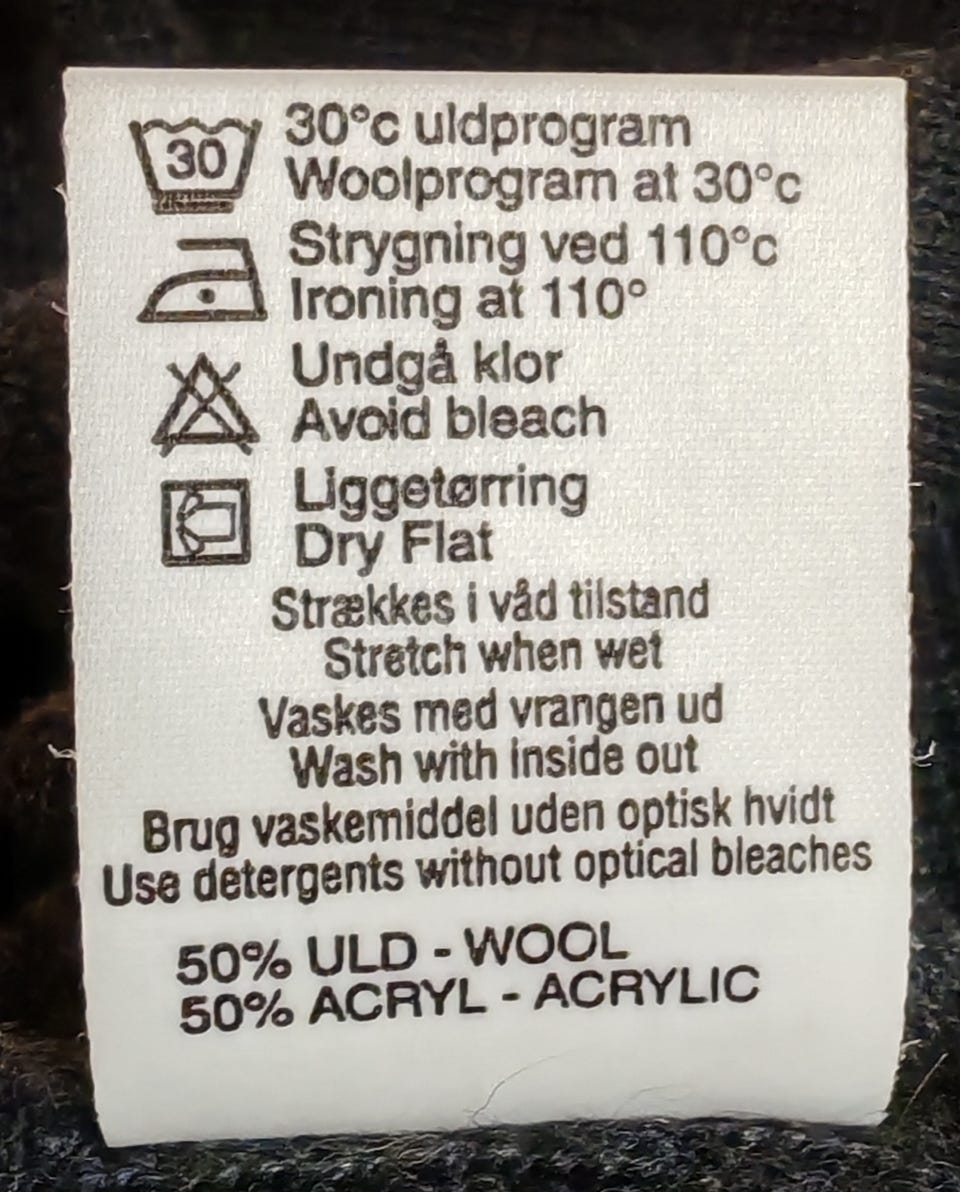 30
30°c uldprogram
Woolprogram at 30°c
Strygning ved 110°c
Ironing at 110°
Undgå klor
Avoid bleach
Liggetørring
Dry Flat
Strækkes i våd tilstand
Stretch when wet
Vaskes med vrangen ud
Wash with inside out
Brug vaskemiddel uden optisk hvidt
Use detergents without optical bleaches
50% ULD - WOOL
50% ACRYL - ACRYLIC